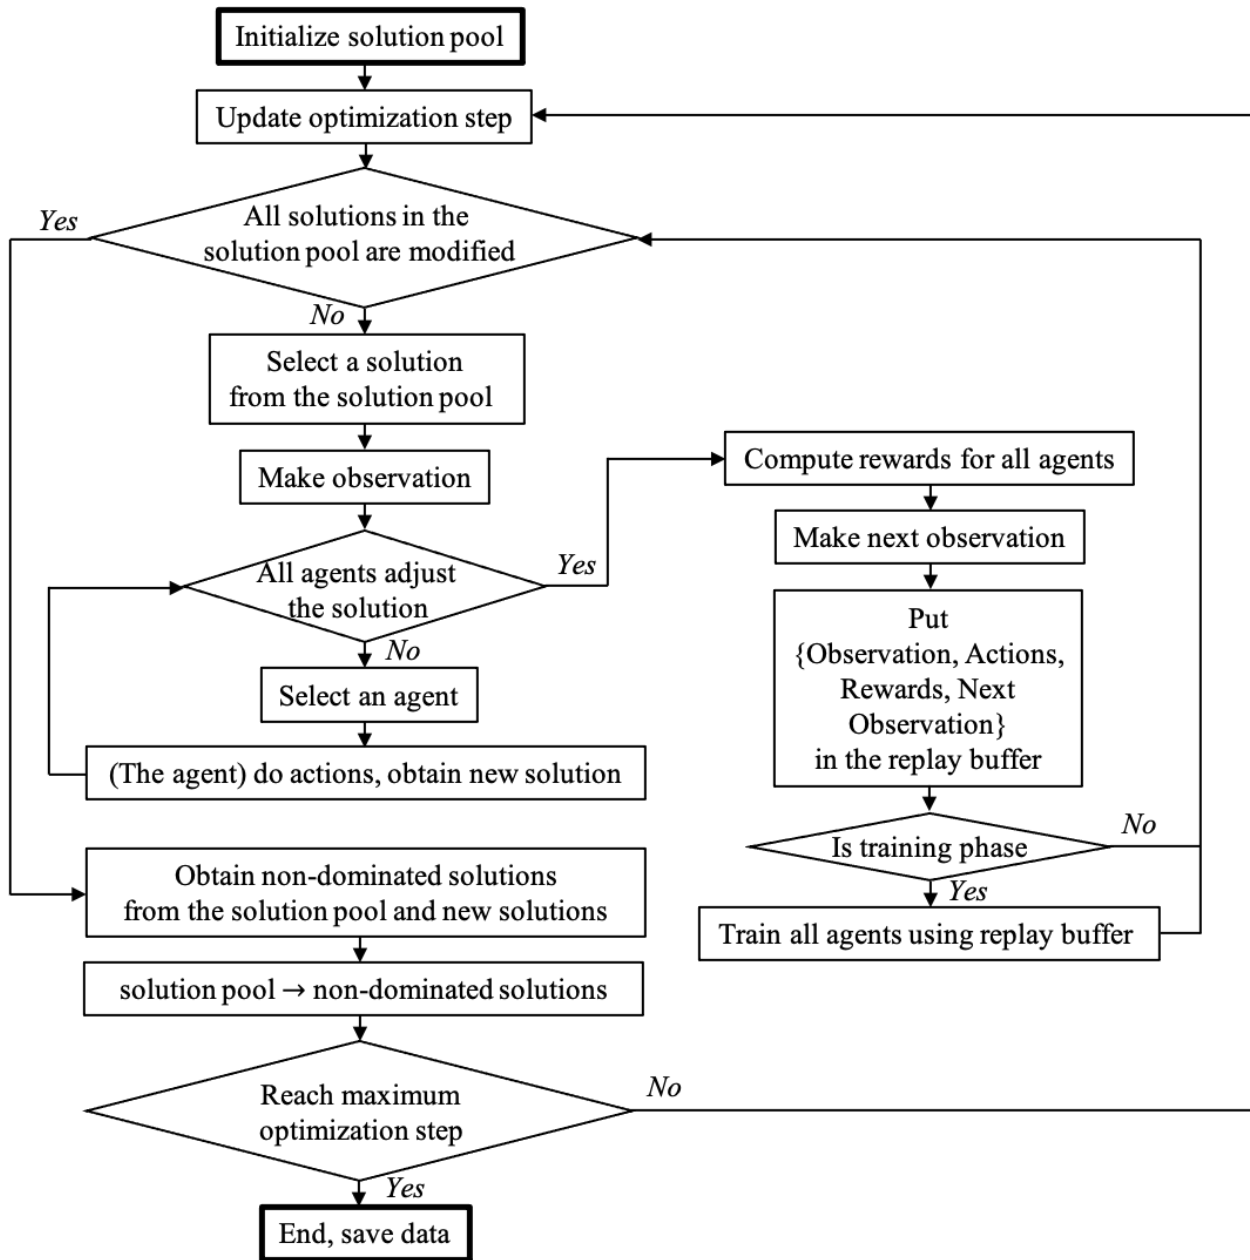 Initialize solution pool
Update optimization step
All solutions in the
solution pool are modified
Yes
No
Select a solution
from the solution pool
Make observation
All agents adjust
the solution
Yes
No
Select an agent
(The agent) do actions, obtain new solution
Compute rewards for all agents
Make next observation
Put
{Observation, Actions,
Rewards, Next
Observation}
in the replay buffer
Is training phase
No
Yes
Train all agents using replay buffer
Obtain non-dominated solutions
from the solution pool and new solutions
solution pool → non-dominated solutions
Reach maximum
optimization step
No
Yes
End, save data